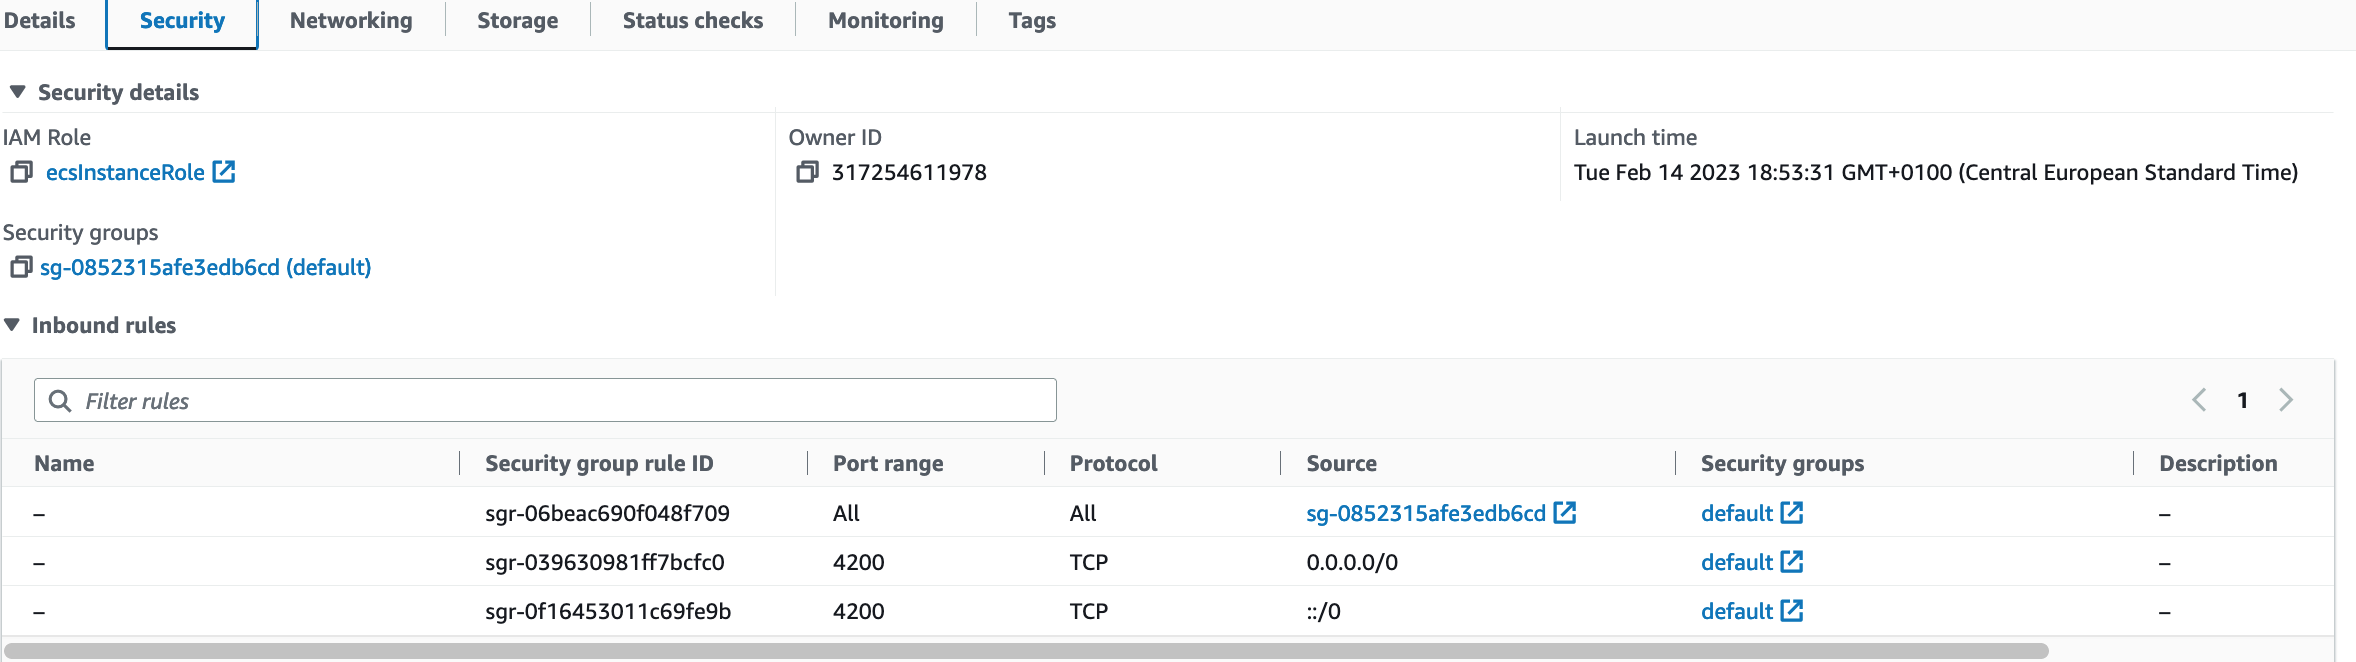 Details Security Networking Storage Status checks Monitoring Tags
Security details
IAM Role Owner ID Launch time
ecsInstanceRole 317254611978 Tue Feb 14 2023 18:53:31 GMT+0100 (Central European Standard Time)
Security groups
sg-0852315afe3edb6cd (default)
Inbound rules
Filter rules 1
Name Security group rule ID Port range Protocol Source Security groups Description
– sgr-06beac690f048f709 All All sg-0852315afe3edb6cd default –
– sgr-039630981ff7bcfc0 4200 TCP 0.0.0.0/0 default –
– sgr-0f16453011c69fe9b 4200 TCP ::/0 default –